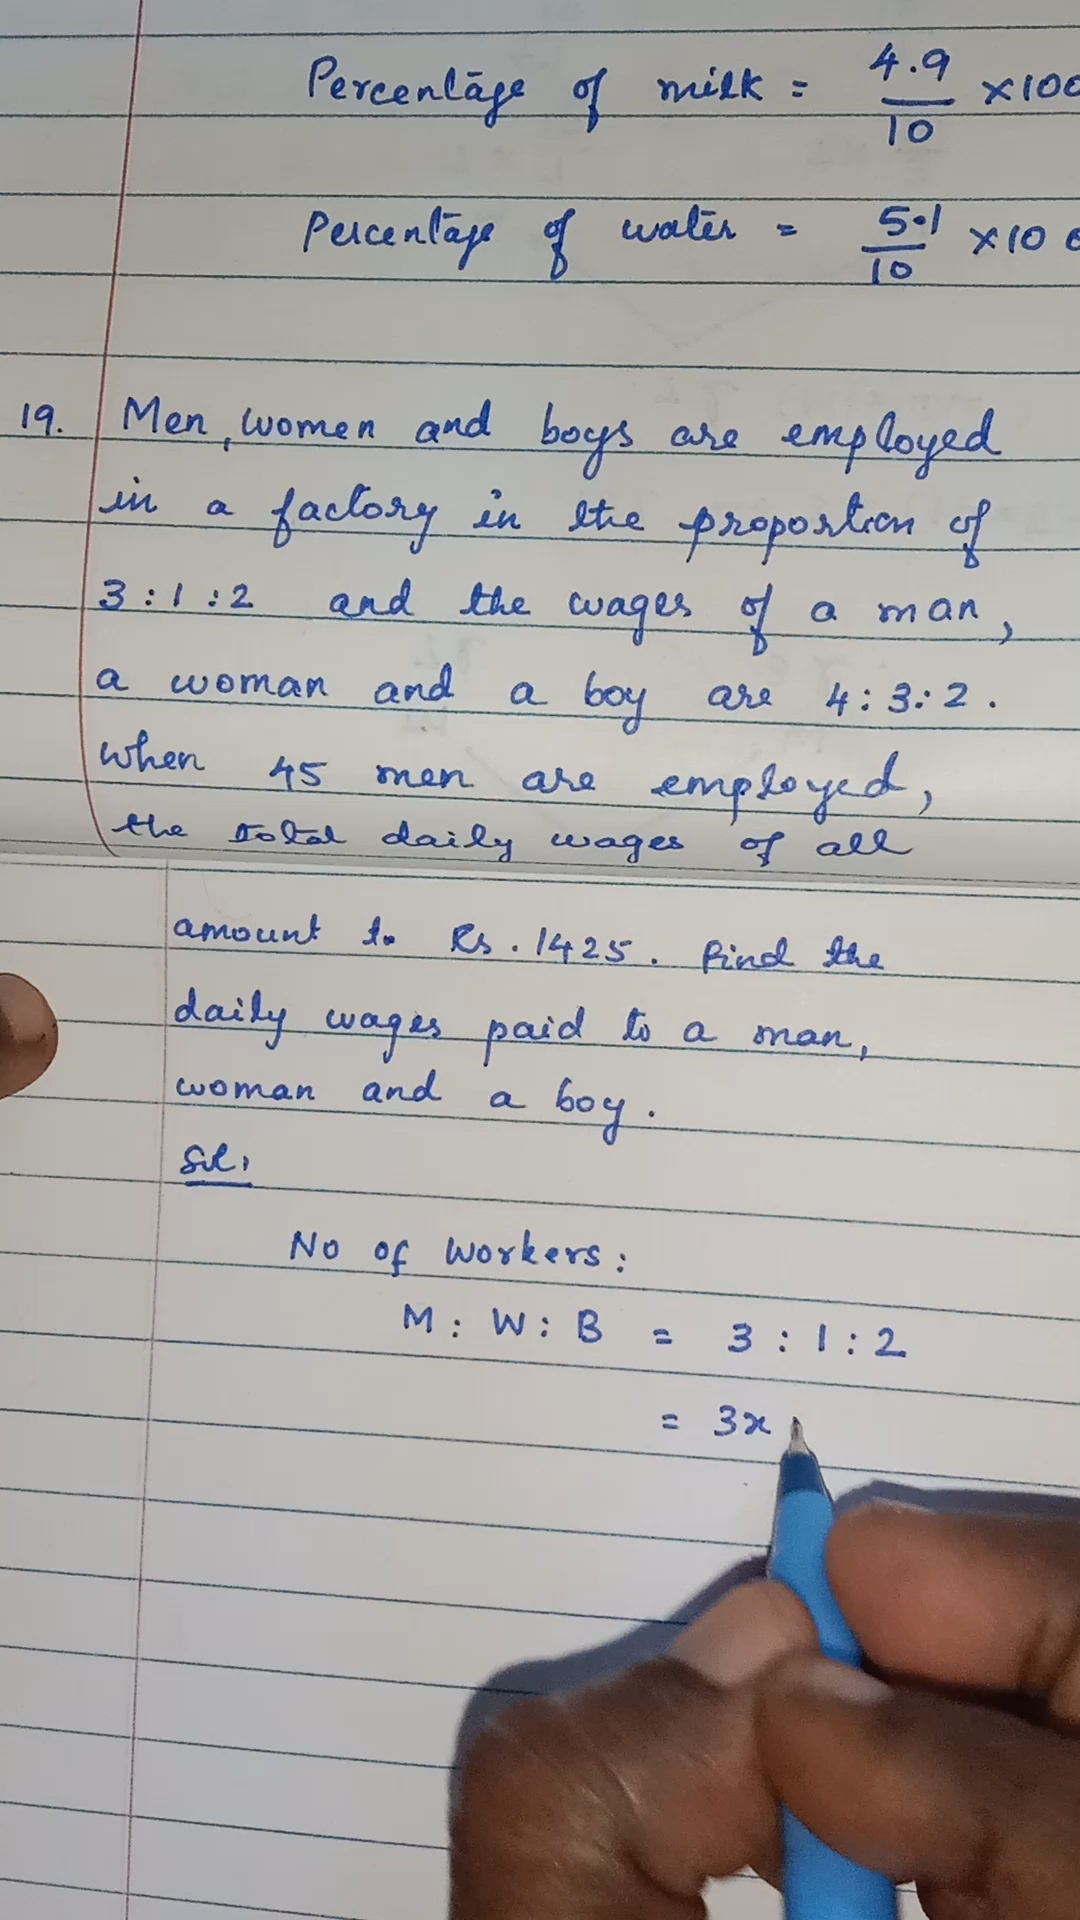 Percentage of milk = 4.9/10 ×100
Percentage of water = 5.1/10 ×100
19. Men, women and boys are employed
in a factory in the proportion of
3 : 1 : 2 and the wages of a man,
a woman and a boy are 4 : 3 : 2 .
when 45 men are employed,
the total daily wages of all
amount to Rs . 1425 . Find the
daily wages paid to a man,
woman and a boy .
Sol.
No of workers :
M : W : B = 3 : 1 : 2
= 3x